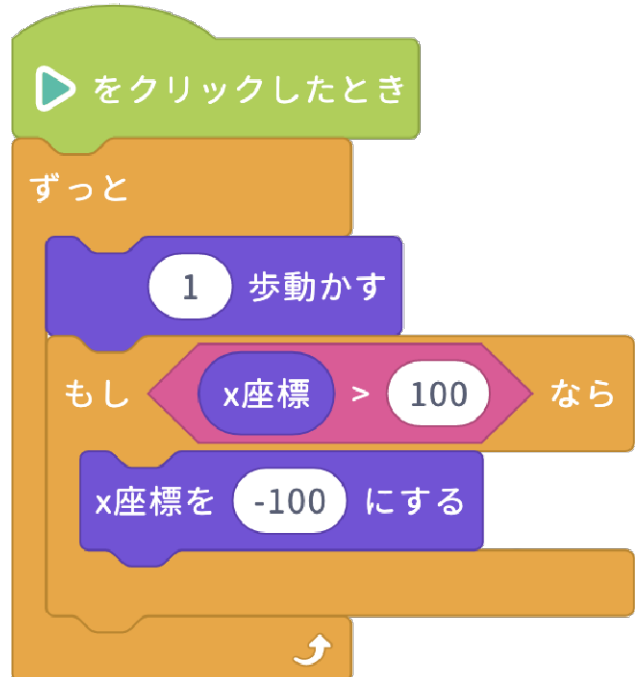 をクリックしたとき
ずっと
1 歩動かす
もし x座標 > 100 なら
x座標を -100 にする